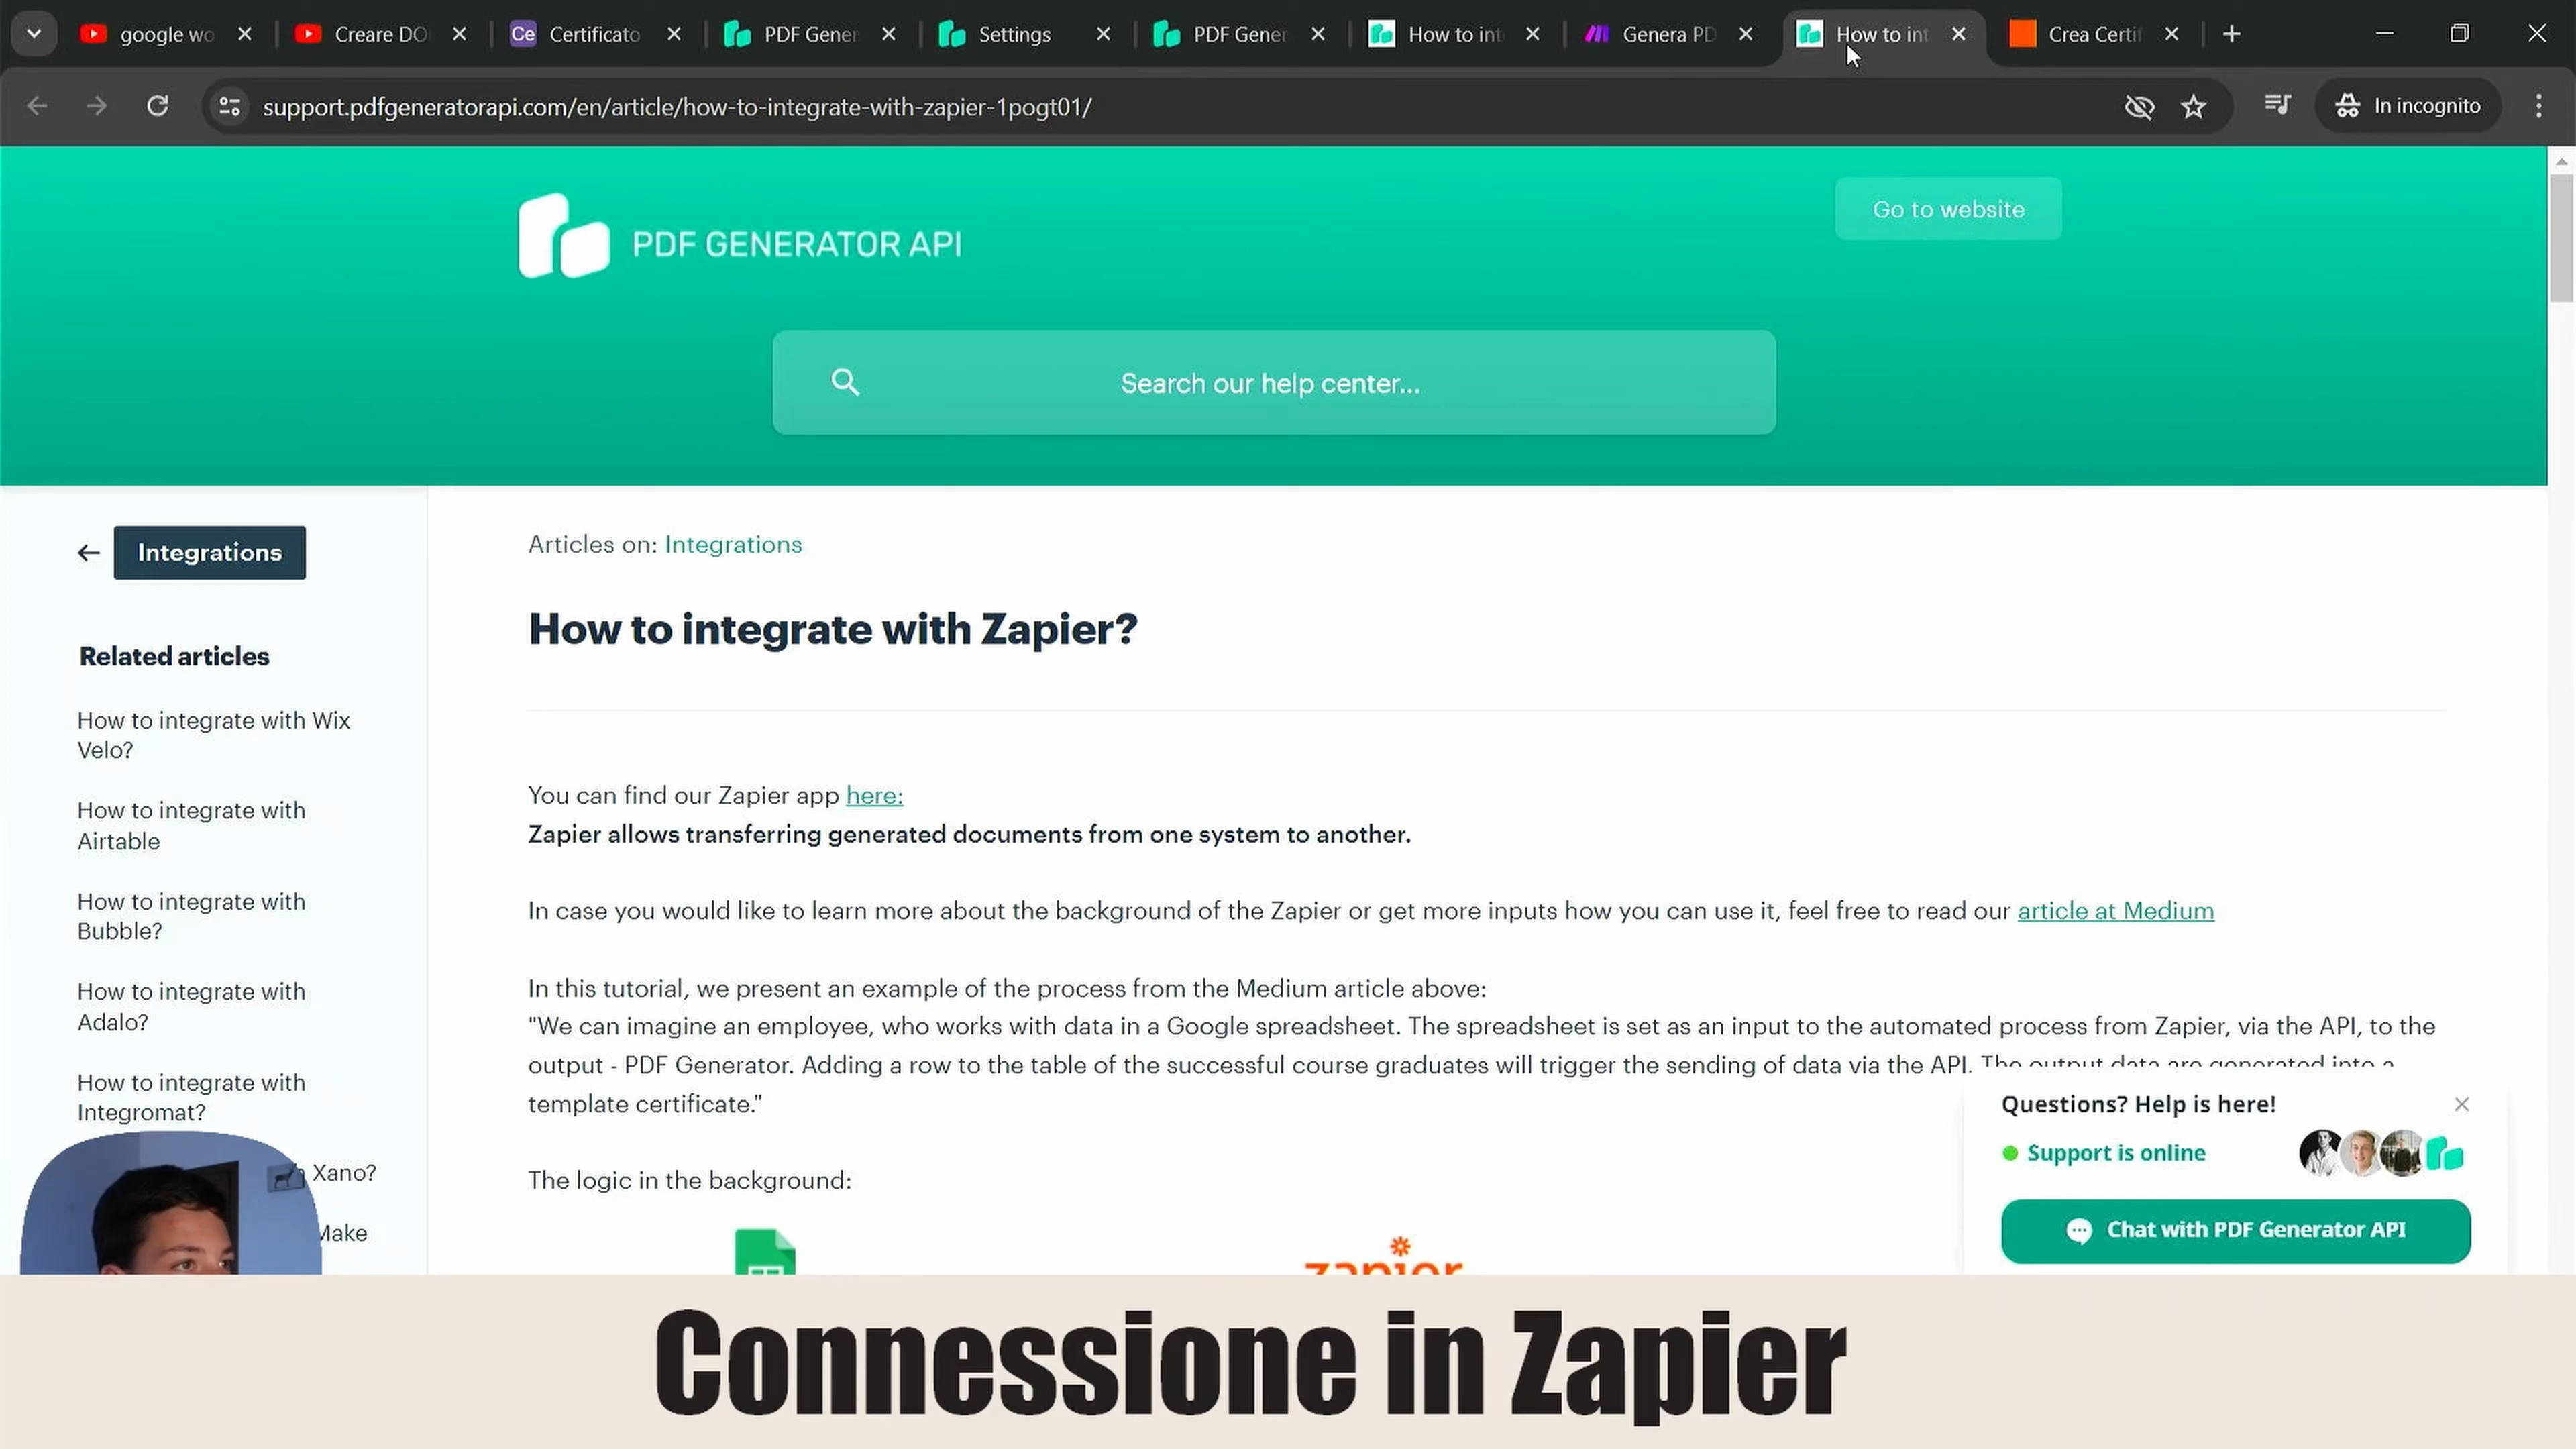 google wo
Creare DO
Ce
Certificato
PDF Gener
Settings
PDF Gener
How to int
Genera PD
How to int
Crea Certif
support.pdfgeneratorapi.com/en/article/how-to-integrate-with-zapier-1pogt01/
In incognito
PDF GENERATOR API
Go to website
Search our help center...
Integrations
Related articles
How to integrate with Wix
Velo?
How to integrate with
Airtable
How to integrate with
Bubble?
How to integrate with
Adalo?
How to integrate with
Integromat?
Xano?
Make
Articles on: Integrations
How to integrate with Zapier?
You can find our Zapier app here:
Zapier allows transferring generated documents from one system to another.
In case you would like to learn more about the background of the Zapier or get more inputs how you can use it, feel free to read our article at Medium
In this tutorial, we present an example of the process from the Medium article above:
"We can imagine an employee, who works with data in a Google spreadsheet. The spreadsheet is set as an input to the automated process from Zapier, via the API, to the
output - PDF Generator. Adding a row to the table of the successful course graduates will trigger the sending of data via the API. The output data are generated into a
template certificate."
The logic in the background:
zapier
Questions? Help is here!
Support is online
Chat with PDF Generator API
Connessione in Zapier